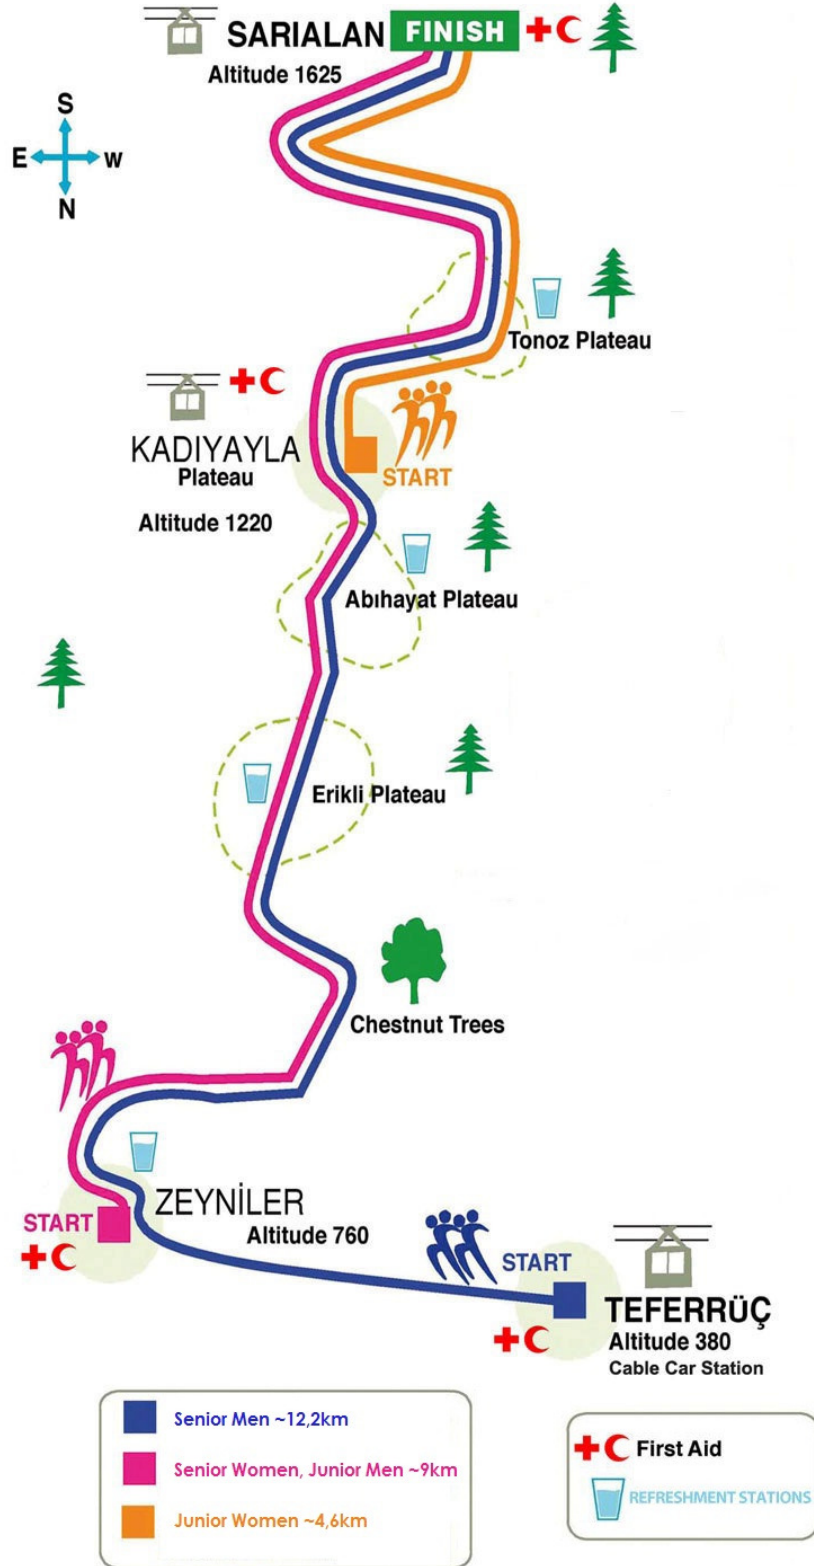 SARIALAN FINISH
Altitude 1625
S
E W
N
Tonoz Plateau
KADIYAYLA
Plateau
START
Altitude 1220
Abıhayat Plateau
Erikli Plateau
Chestnut Trees
ZEYNİLER
START
Altitude 760
START
TEFERRÜÇ
Altitude 380
Cable Car Station
Senior Men ~12,2km
Senior Women, Junior Men ~9km
Junior Women ~4,6km
First Aid
REFRESHMENT STATIONS